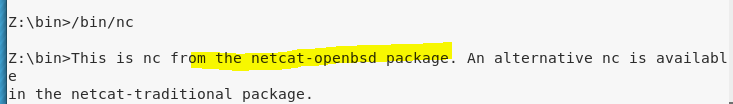 Z:\bin>/bin/nc
Z:\bin>This is nc from the netcat-openbsd package. An alternative nc is availabl
e
in the netcat-traditional package.